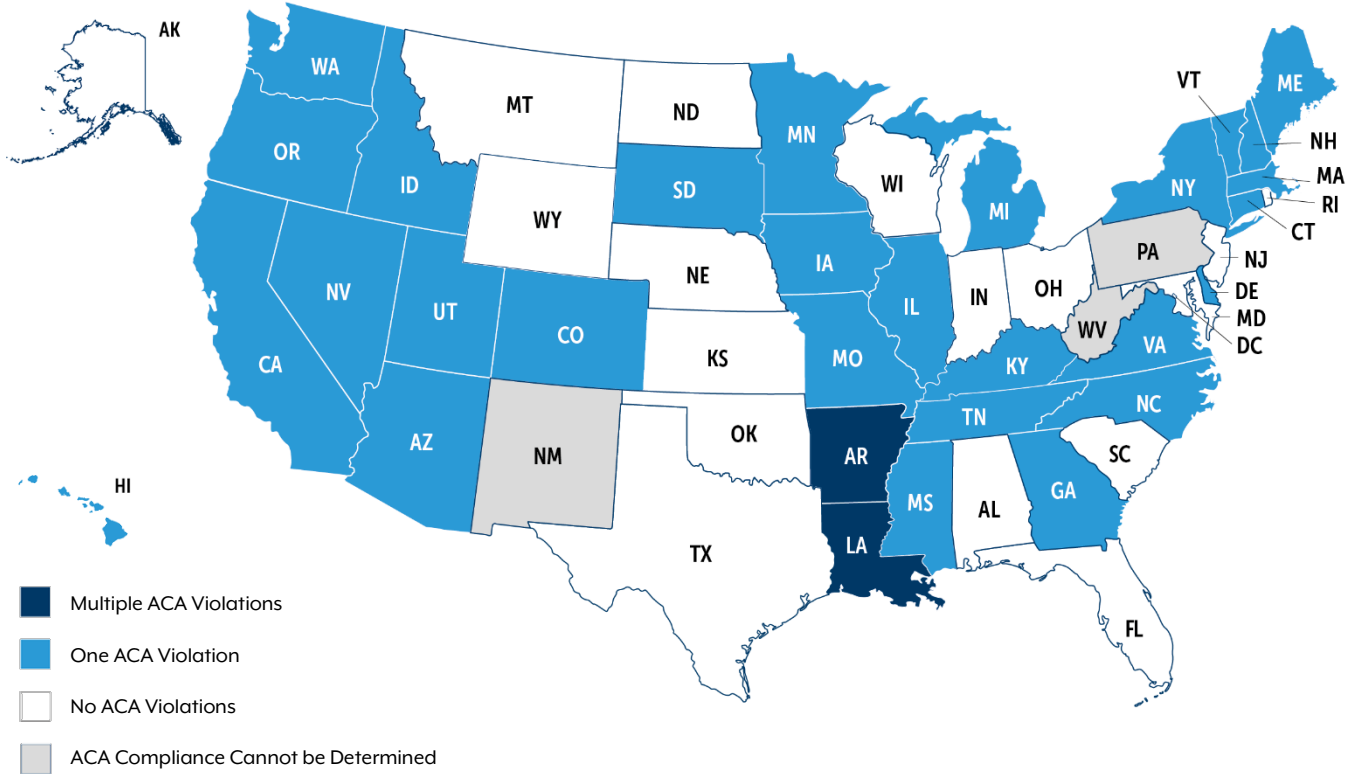 AK
WA
MT
ND
MN
VT
ME
OR
ID
SD
WI
MI
NY
NH
MA
RI
CT
WY
NE
IA
PA
NJ
NV
UT
CO
IL
IN
OH
DE
MD
DC
CA
KS
MO
KY
WV
VA
AZ
NM
OK
AR
TN
NC
SC
HI
TX
LA
MS
AL
GA
FL
Multiple ACA Violations
One ACA Violation
No ACA Violations
ACA Compliance Cannot be Determined